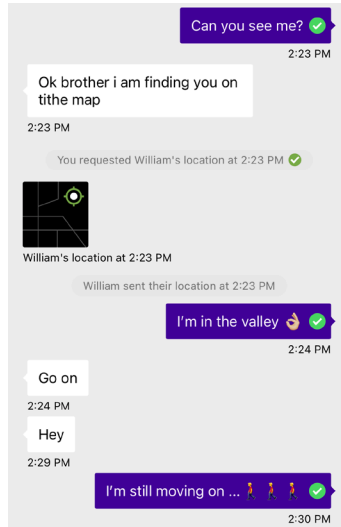 Can you see me?
2:23 PM
Ok brother i am finding you on
tithe map
2:23 PM
You requested William's location at 2:23 PM
William's location at 2:23 PM
William sent their location at 2:23 PM
I'm in the valley 👌🏼
2:24 PM
Go on
2:24 PM
Hey
2:29 PM
I'm still moving on ... 🚶🚶🚶
2:30 PM